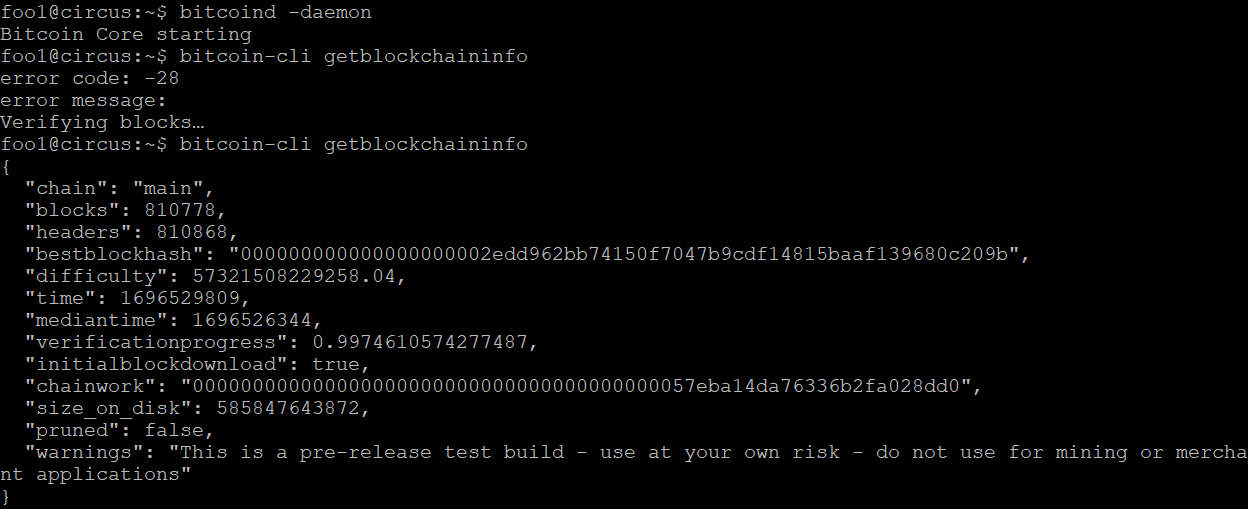 fool@circus:~$ bitcoind -daemon
Bitcoin Core starting
fool@circus:~$ bitcoin-cli getblockchaininfo
error code: -28
error message:
Verifying blocks…
fool@circus:~$ bitcoin-cli getblockchaininfo
{
  "chain": "main",
  "blocks": 810778,
  "headers": 810868,
  "bestblockhash": "00000000000000000002edd962bb74150f7047b9cdf14815baaf139680c209b",
  "difficulty": 57321508229258.04,
  "time": 1696529809,
  "mediantime": 1696526344,
  "verificationprogress": 0.9974610574277487,
  "initialblockdownload": true,
  "chainwork": "000000000000000000000000000000000000000057eba14da76336b2fa028dd0",
  "size_on_disk": 585847643872,
  "pruned": false,
  "warnings": "This is a pre-release test build - use at your own risk - do not use for mining or mercha
nt applications"
}